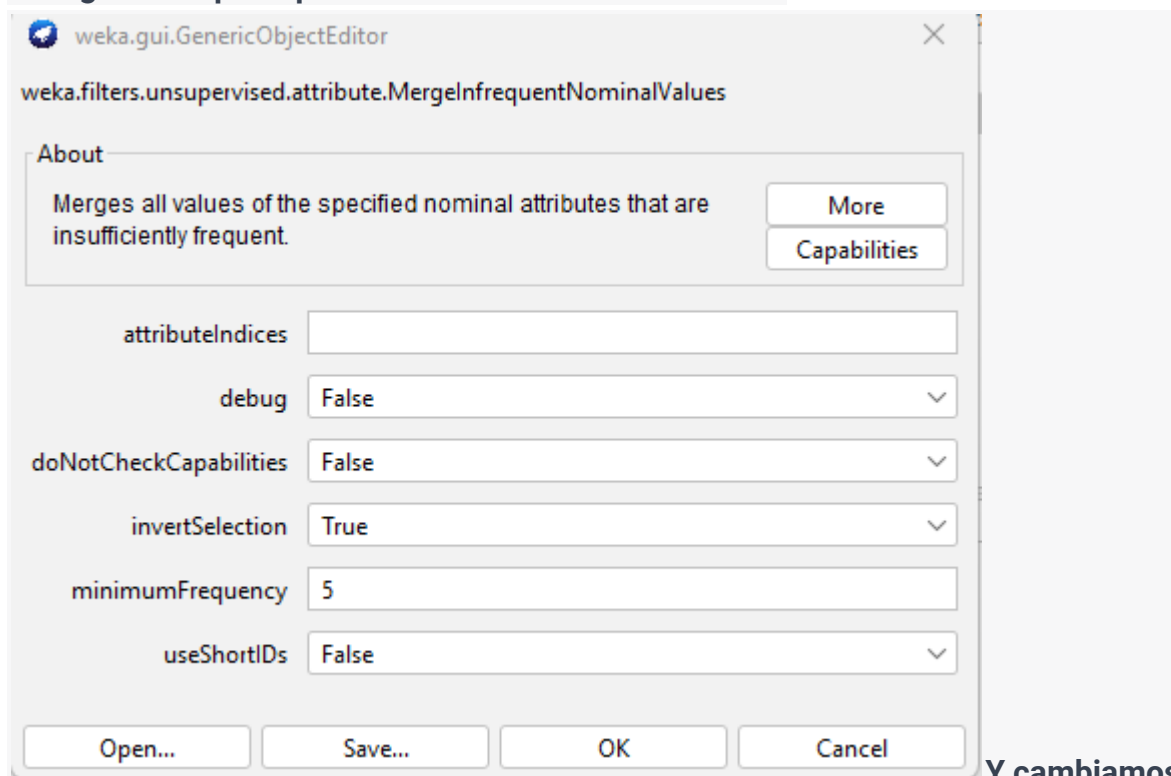 weka.gui.GenericObjectEditor
weka.filters.unsupervised.attribute.MergeInfrequentNominalValues
About
Merges all values of the specified nominal attributes that are
insufficiently frequent.
More
Capabilities
attributeIndices
debug False
doNotCheckCapabilities False
invertSelection True
minimumFrequency 5
useShortIDs False
Open... Save... OK Cancel
Y cambiamos